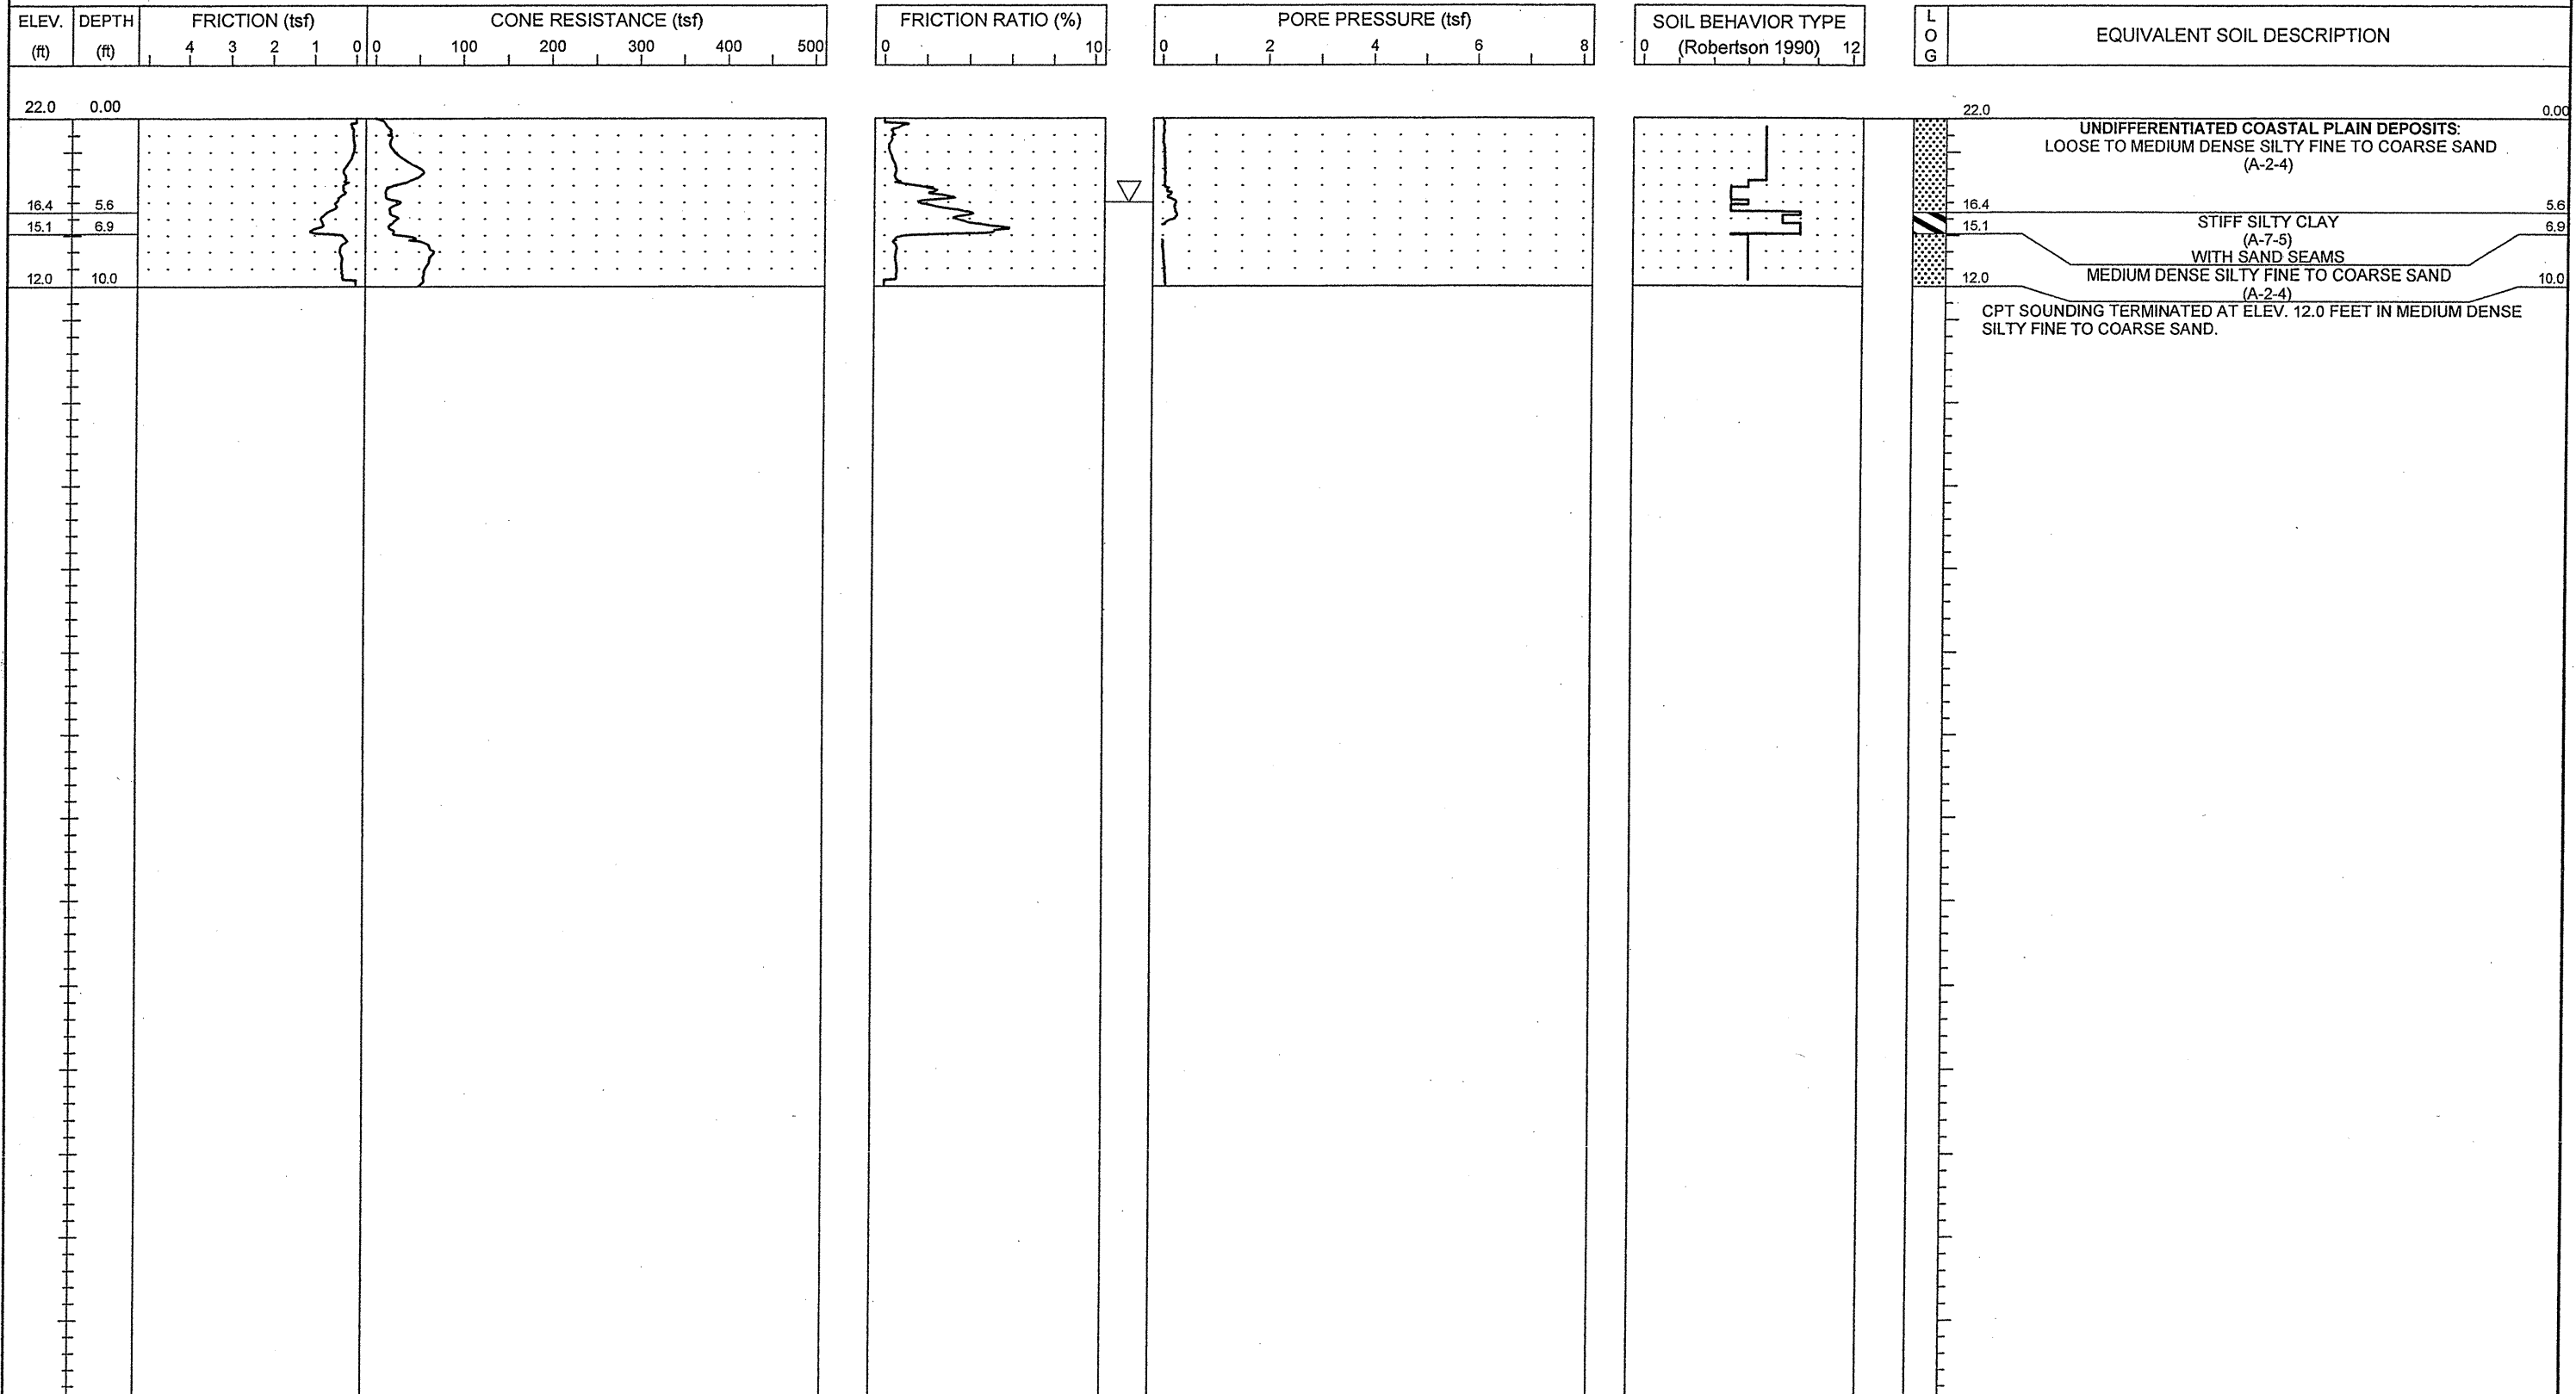 ELEV.
(ft)
DEPTH
(ft)
FRICTION (tsf)
4 3 2 1 0
CONE RESISTANCE (tsf)
0 100 200 300 400 500
FRICTION RATIO (%)
0 10
PORE PRESSURE (tsf)
0 2 4 6 8
SOIL BEHAVIOR TYPE
0 (Robertson 1990) 12
L
O
G
EQUIVALENT SOIL DESCRIPTION
22.0 0.00
16.4 5.6
15.1 6.9
12.0 10.0
22.0 0.00
UNDIFFERENTIATED COASTAL PLAIN DEPOSITS:
LOOSE TO MEDIUM DENSE SILTY FINE TO COARSE SAND
(A-2-4)
16.4 5.6
STIFF SILTY CLAY
15.1 6.9
(A-7-5)
WITH SAND SEAMS
MEDIUM DENSE SILTY FINE TO COARSE SAND
12.0 10.0
(A-2-4)
CPT SOUNDING TERMINATED AT ELEV. 12.0 FEET IN MEDIUM DENSE
SILTY FINE TO COARSE SAND.